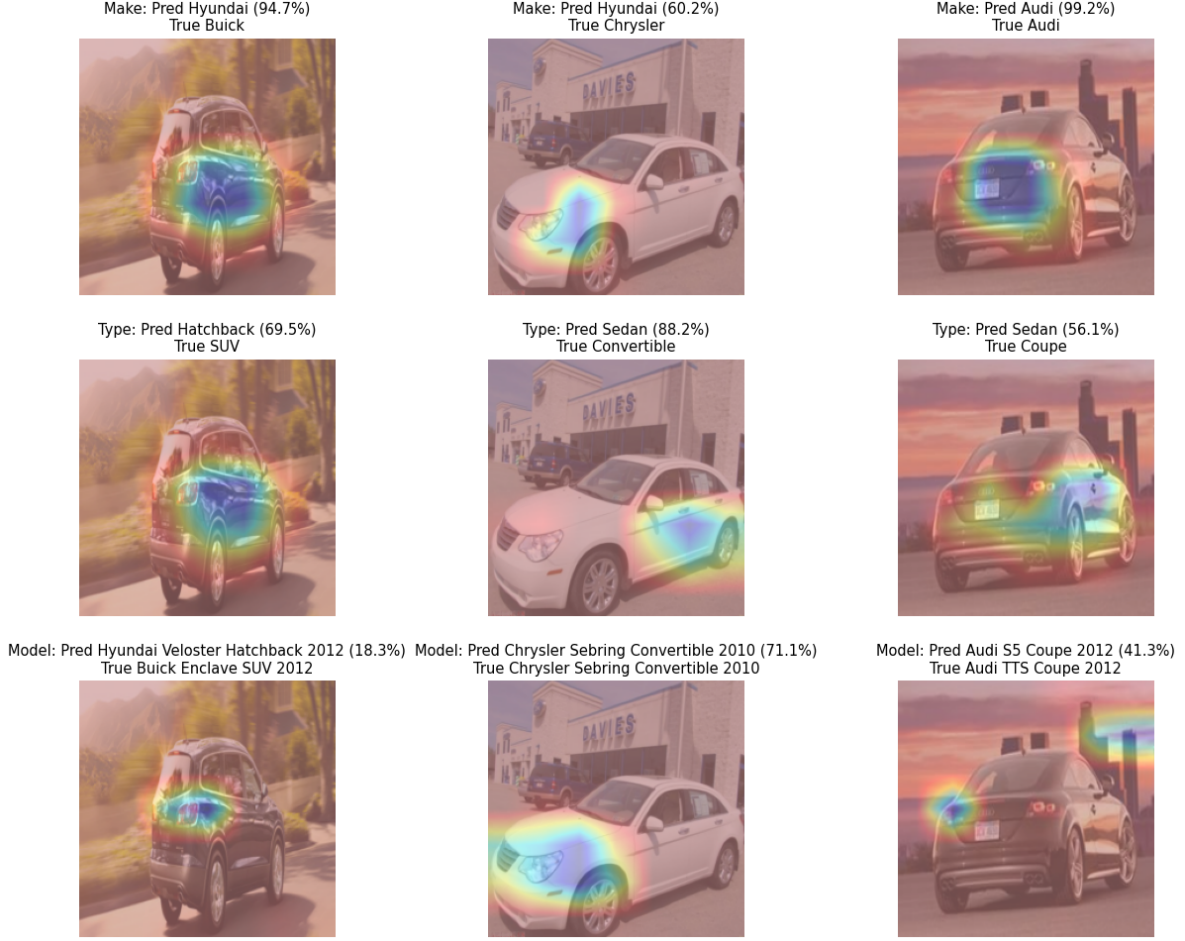 Make: Pred Hyundai (94.7%)
True Buick
Make: Pred Hyundai (60.2%)
True Chrysler
Make: Pred Audi (99.2%)
True Audi
DAVIES
Type: Pred Hatchback (69.5%)
True SUV
Type: Pred Sedan (88.2%)
True Convertible
Type: Pred Sedan (56.1%)
True Coupe
DAVIES
Model: Pred Hyundai Veloster Hatchback 2012 (18.3%)
True Buick Enclave SUV 2012
Model: Pred Chrysler Sebring Convertible 2010 (71.1%)
True Chrysler Sebring Convertible 2010
Model: Pred Audi S5 Coupe 2012 (41.3%)
True Audi TTS Coupe 2012
DAVIES